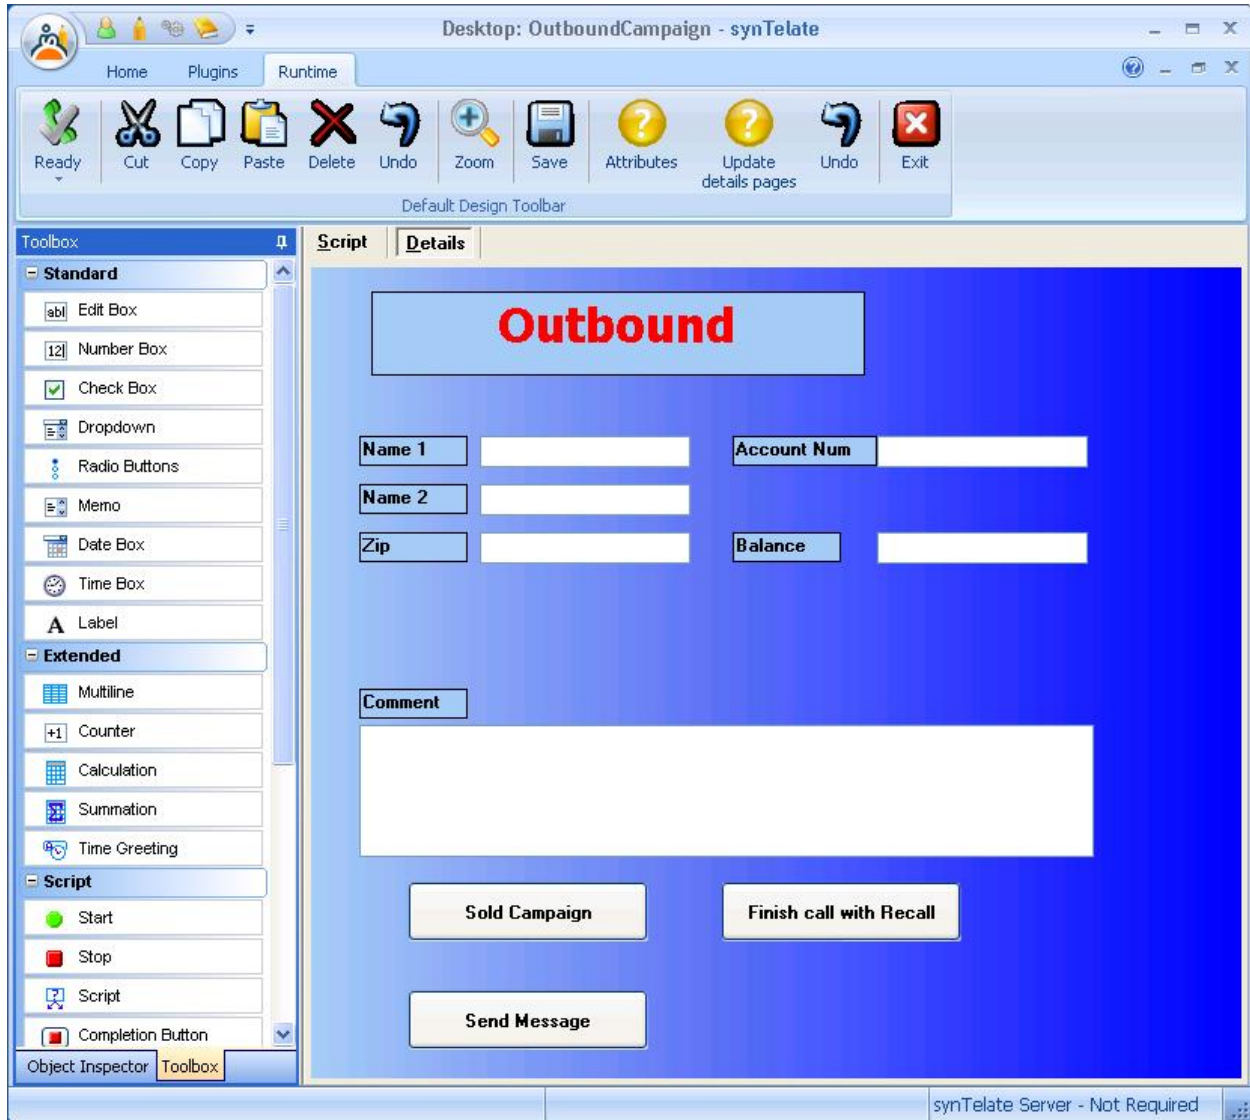 Desktop: OutboundCampaign - synTelate
Home Plugins Runtime
Ready Cut Copy Paste Delete Undo Zoom Save Attributes Update details pages Undo Exit
Default Design Toolbar
Toolbox
Script Details
Standard
Edit Box
Number Box
Check Box
Dropdown
Radio Buttons
Memo
Date Box
Time Box
Label
Extended
Multiline
Counter
Calculation
Summation
Time Greeting
Script
Start
Stop
Script
Completion Button
Object Inspector Toolbox
Outbound
Name 1 Account Num
Name 2
Zip Balance
Comment
Sold Campaign Finish call with Recall
Send Message
synTelate Server - Not Required